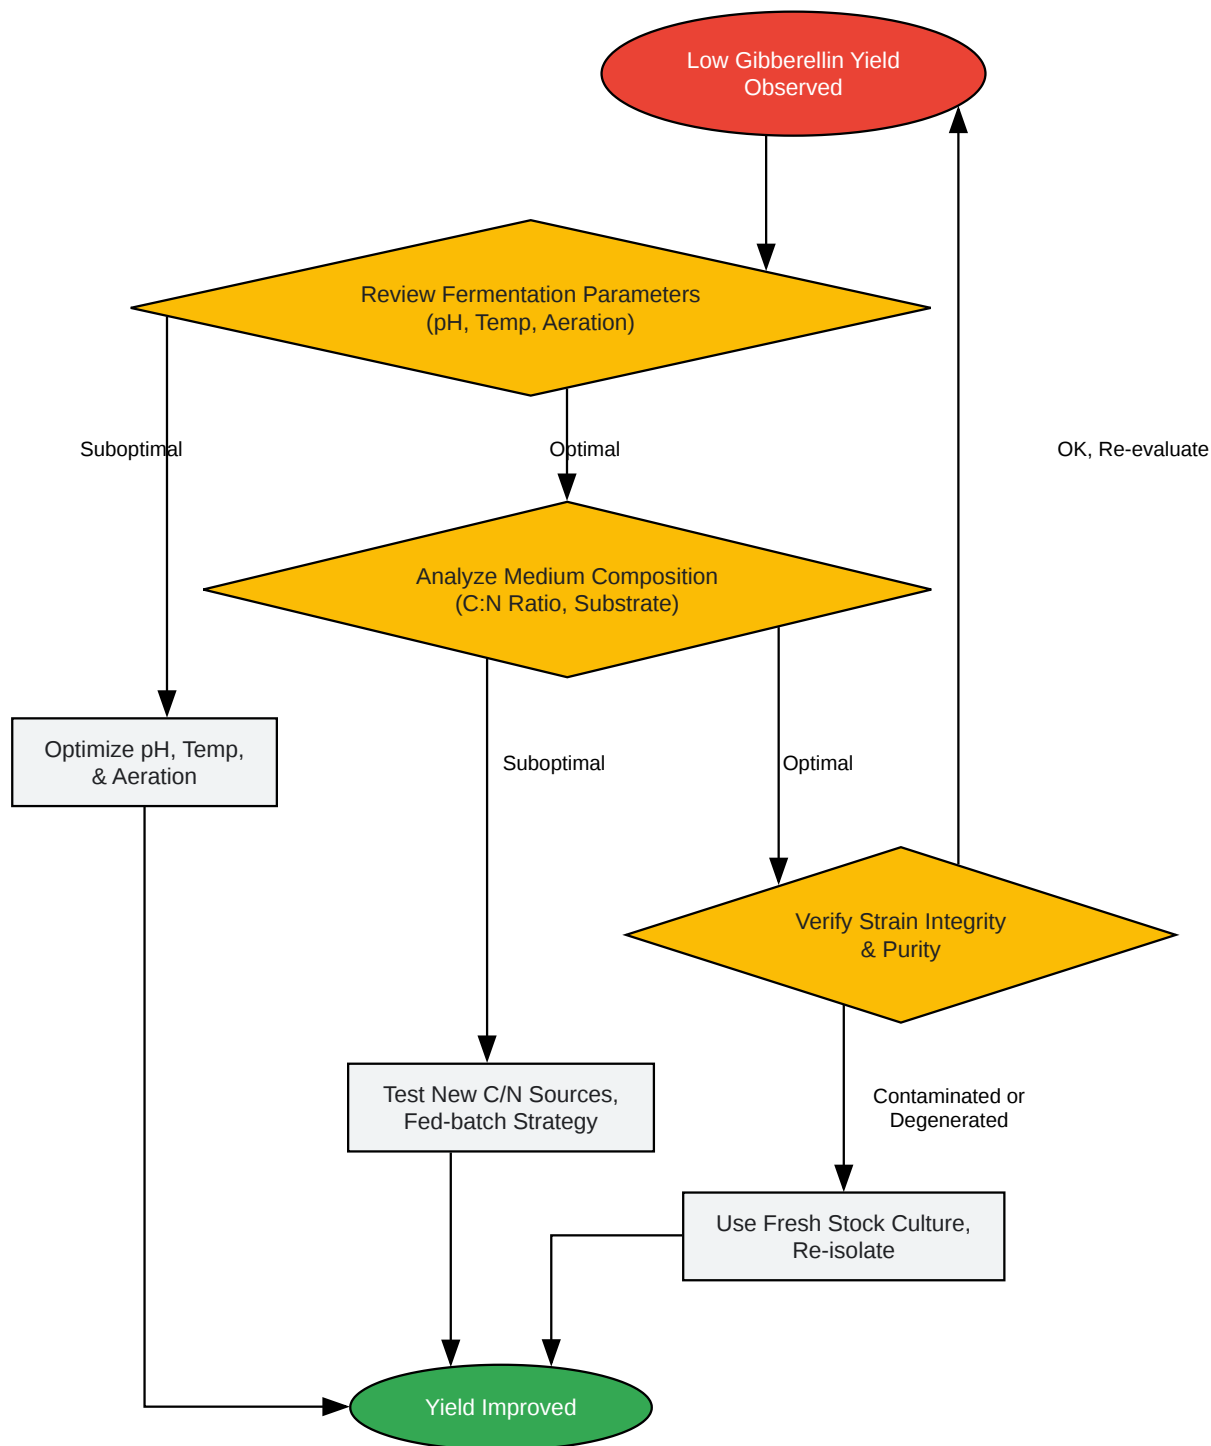 Low Gibberellin Yield
Observed
Review Fermentation Parameters
(pH, Temp, Aeration)
Suboptimal
Optimal
OK, Re-evaluate
Analyze Medium Composition
(C:N Ratio, Substrate)
Optimize pH, Temp,
& Aeration
Suboptimal
Optimal
Verify Strain Integrity
& Purity
Test New C/N Sources,
Fed-batch Strategy
Contaminated or
Degenerated
Use Fresh Stock Culture,
Re-isolate
Yield Improved